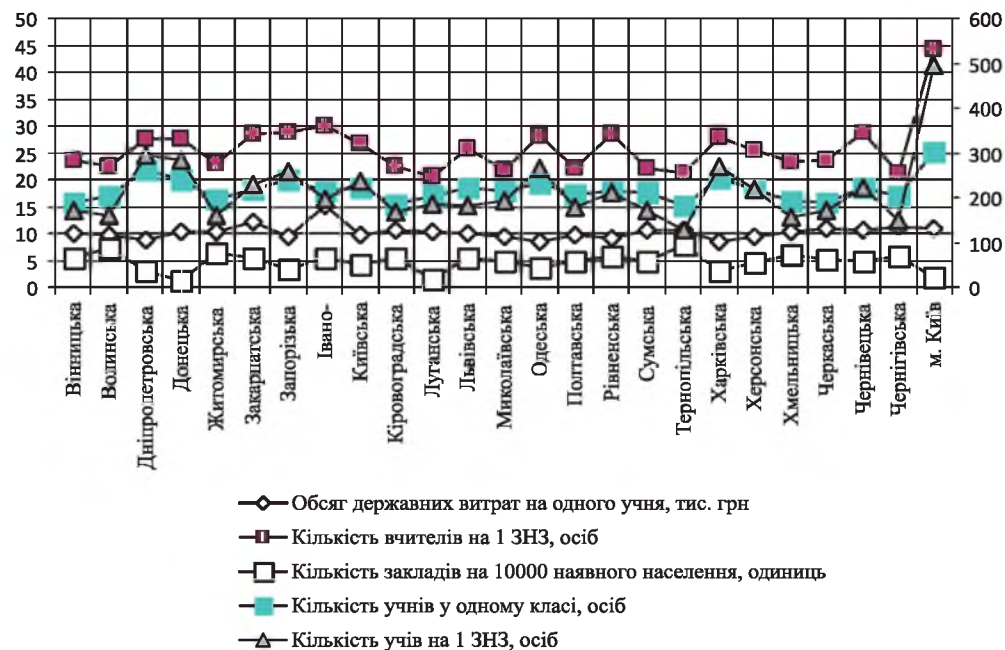 50
45
40
35
30
25
20
15
10
5
0
600
500
400
300
200
100
0
Вінницька
Волинська
Дніпропетровська
Донецька
Житомирська
Закарпатська
Запорізька
Івано-
Київська
Кіровоградська
Луганська
Львівська
Миколаївська
Одеська
Полтавська
Рівненська
Сумська
Тернопільська
Харківська
Херсонська
Хмельницька
Черкаська
Чернівецька
Чернігівська
м. Київ
Обсяг державних витрат на одного учня, тис. грн
Кількість вчителів на 1 ЗНЗ, осіб
Кількість закладів на 10000 наявного населення, одиниць
Кількість учнів у одному класі, осіб
Кількість учів на 1 ЗНЗ, осіб